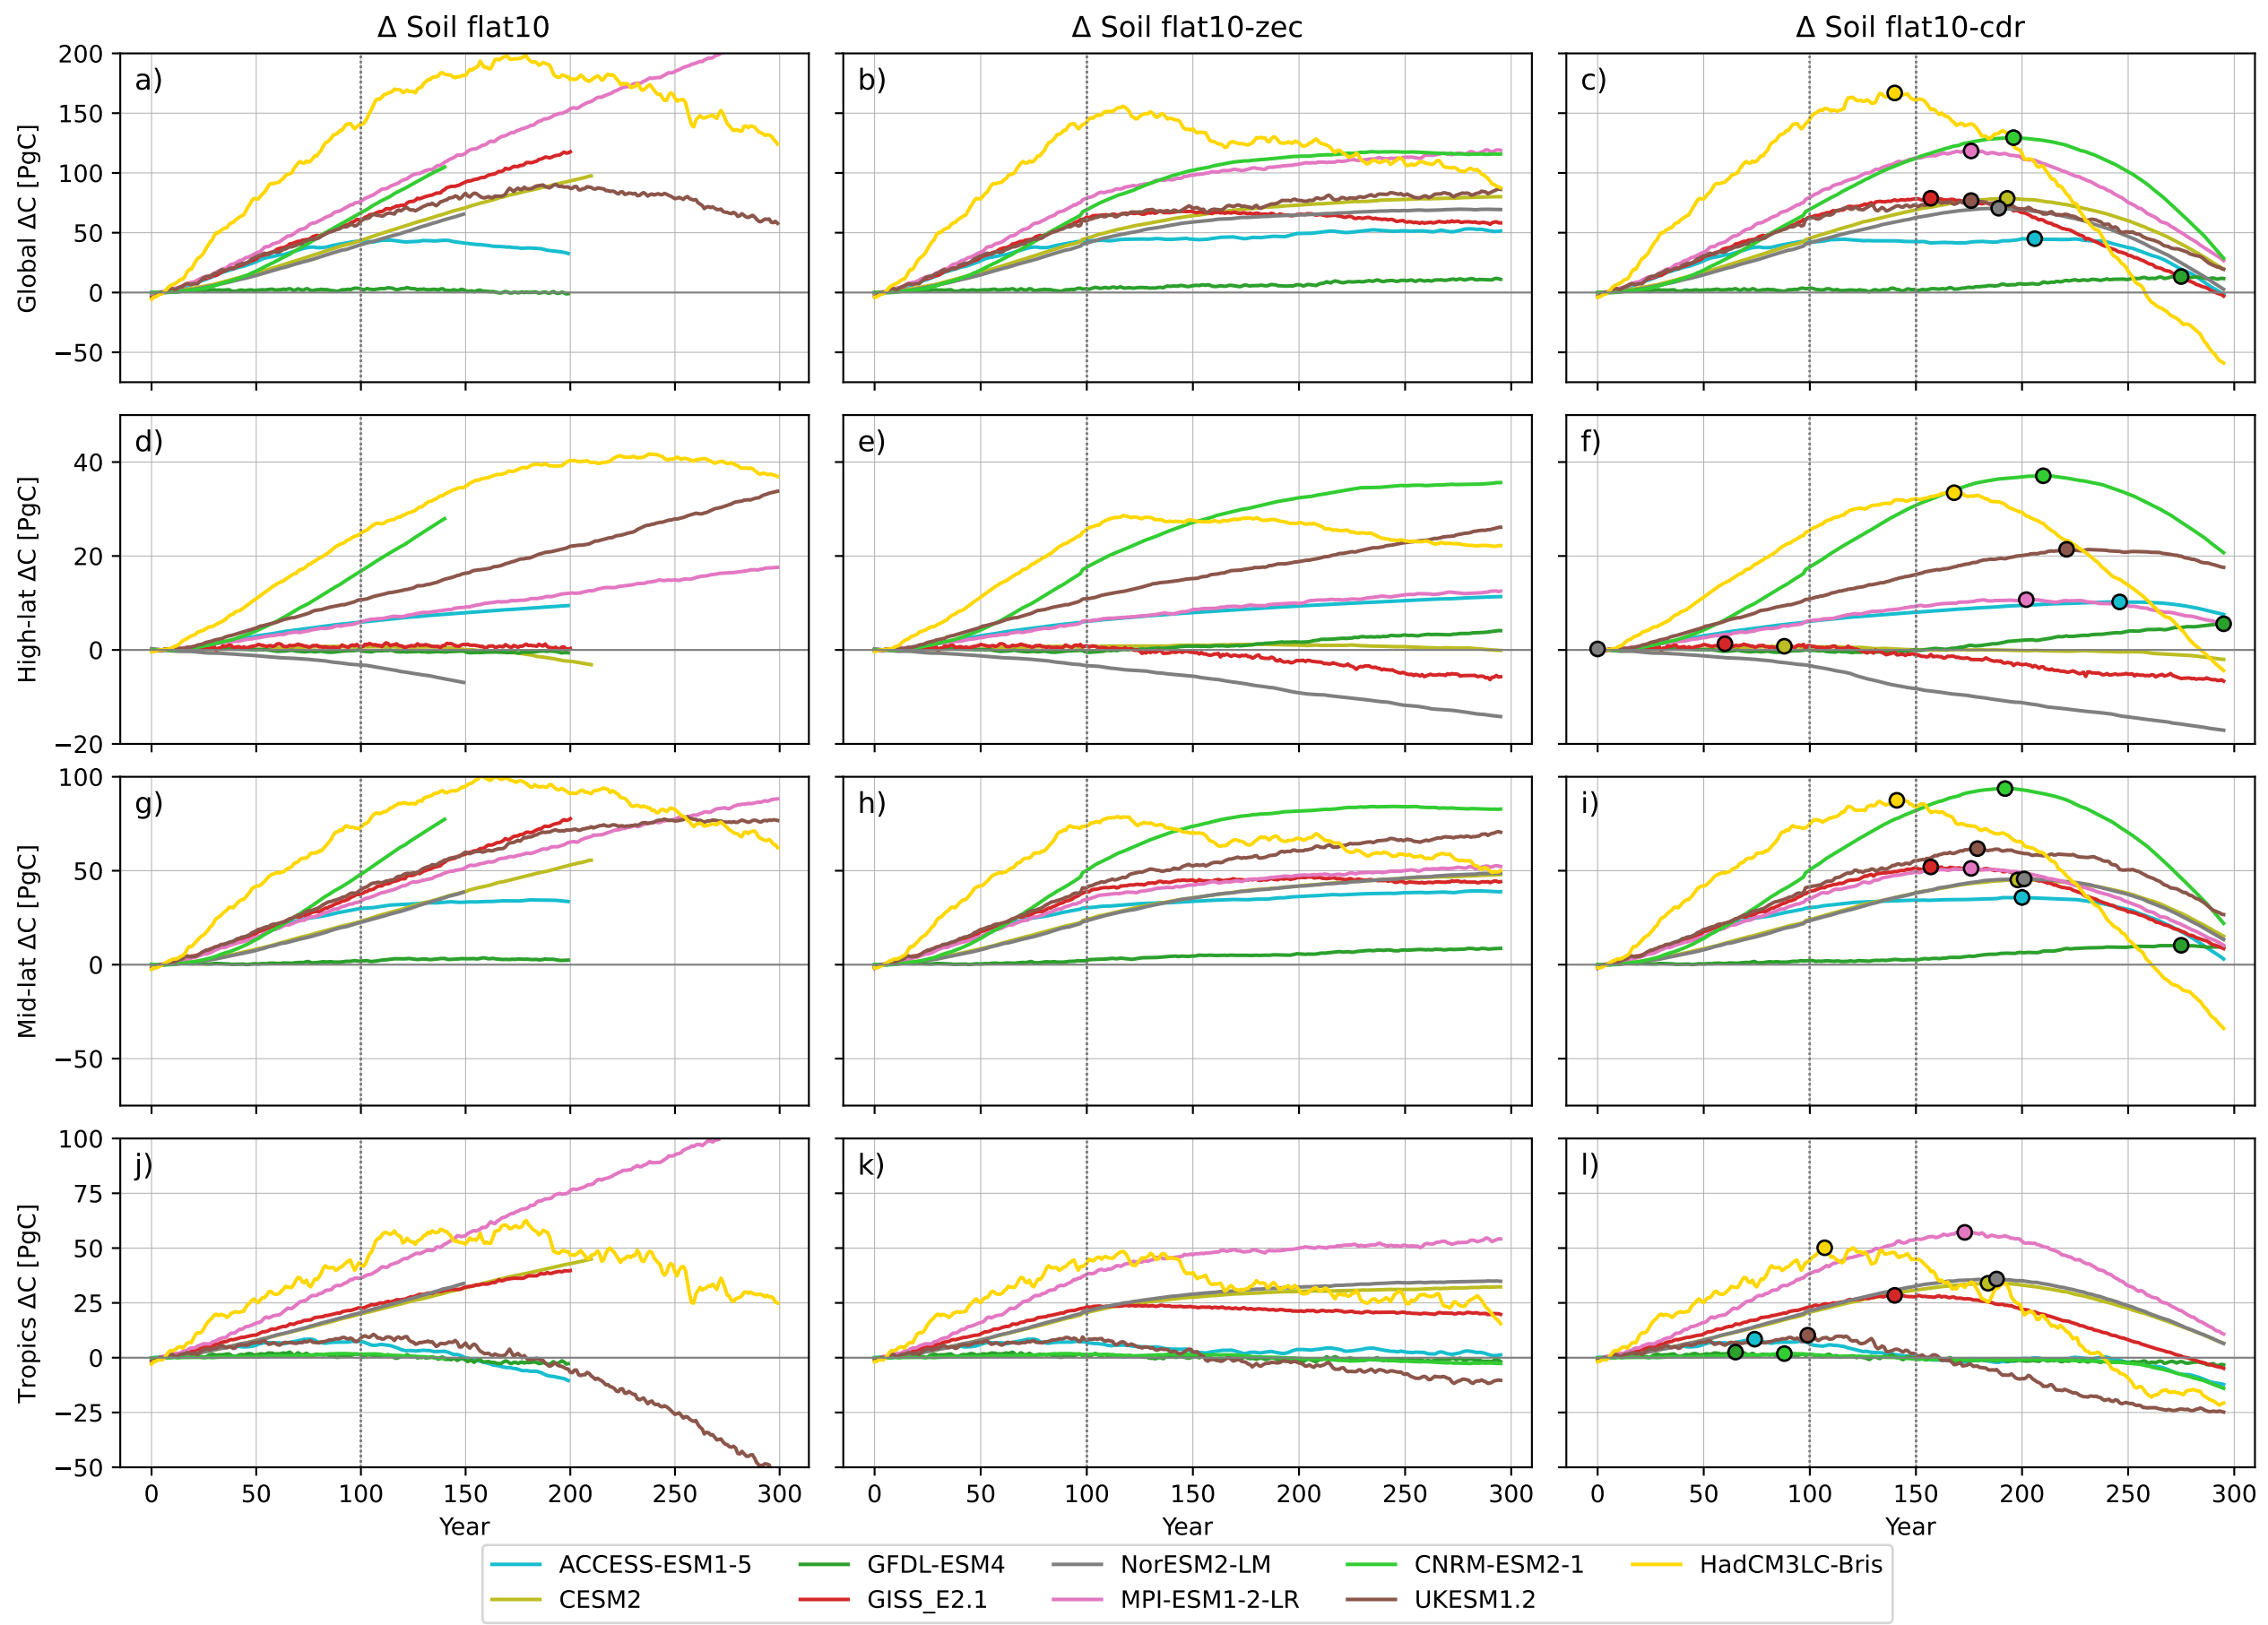 Δ Soil flat10
Δ Soil flat10-zec
Δ Soil flat10-cdr
Global ΔC [PgC]
200
150
100
50
0
−50
a)
b)
c)
High-lat ΔC [PgC]
40
20
0
−20
d)
e)
f)
Mid-lat ΔC [PgC]
100
50
0
−50
g)
h)
i)
Tropics ΔC [PgC]
100
75
50
25
0
−25
−50
j)
k)
l)
0 50 100 150 200 250 300
0 50 100 150 200 250 300
0 50 100 150 200 250 300
Year
Year
Year
ACCESS-ESM1-5 GFDL-ESM4 NorESM2-LM CNRM-ESM2-1 HadCM3LC-Bris
CESM2 GISS_E2.1 MPI-ESM1-2-LR UKESM1.2